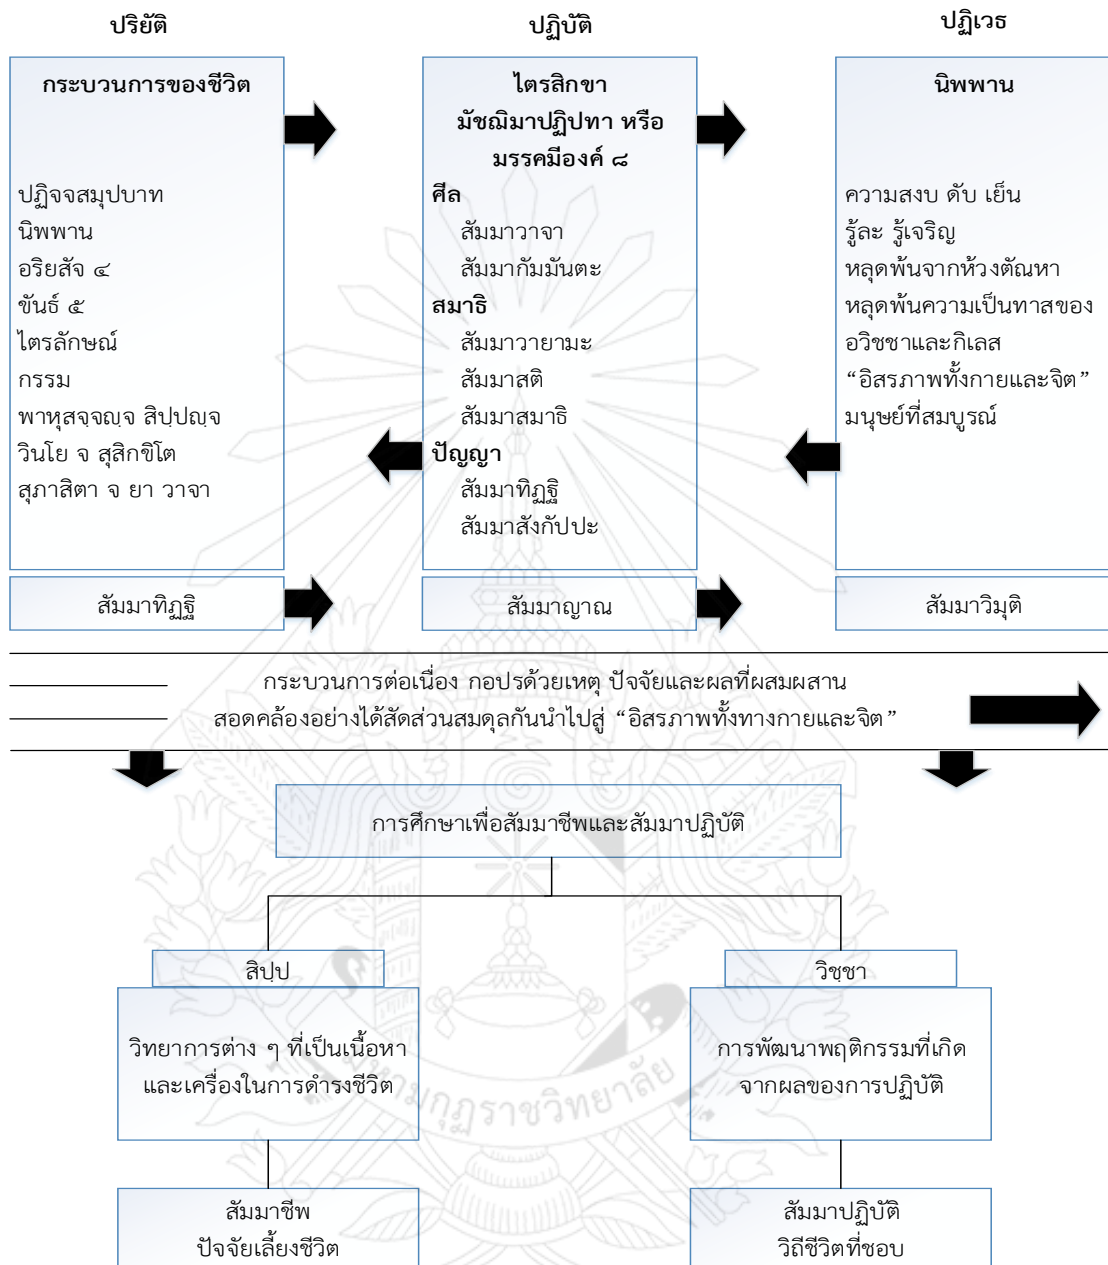 ปริยัติ
ปฏิบัติ
ปฏิเวธ
กระบวนการของชีวิต
ปฏิจจสมุปบาท
นิพพาน
อริยสัจ ๔
ขันธ์ ๕
ไตรลักษณ์
กรรม
พาหุสจฺจญฺจ สิปฺปญฺจ
วินโย จ สุสิกขิโต
สุภาสิตา จ ยา วาจา
ไตรสิกขา
มัชฌิมาปฏิปทา หรือ
มรรคมีองค์ ๘
ศีล
สัมมาวาจา
สัมมากัมมันตะ
สมาธิ
สัมมาวายามะ
สัมมาสติ
สัมมาสมาธิ
ปัญญา
สัมมาทิฏฐิ
สัมมาสังกัปปะ
นิพพาน
ความสงบ ดับ เย็น
รู้ละ รู้เจริญ
หลุดพ้นจากห้วงตัณหา
หลุดพ้นความเป็นทาสของ
อวิชชาและกิเลส
“อิสรภาพทั้งกายและจิต”
มนุษย์ที่สมบูรณ์
สัมมาทิฏฐิ
สัมมาญาณ
สัมมาวิมุติ
กระบวนการต่อเนื่อง กอปรด้วยเหตุ ปัจจัยและผลที่ผสมผสาน
สอดคล้องอย่างได้สัดส่วนสมดุลกันนำไปสู่ “อิสรภาพทั้งทางกายและจิต”
การศึกษาเพื่อสัมมาชีพและสัมมาปฏิบัติ
สิปฺป
วิชฺชา
วิทยาการต่าง ๆ ที่เป็นเนื้อหา
และเครื่องในการดำรงชีวิต
การพัฒนาพฤติกรรมที่เกิด
จากผลของการปฏิบัติ
มหามกุฏราชวิทยาลัย
สัมมาชีพ
ปัจจัยเลี้ยงชีวิต
สัมมาปฏิบัติ
วิถีชีวิตที่ชอบ